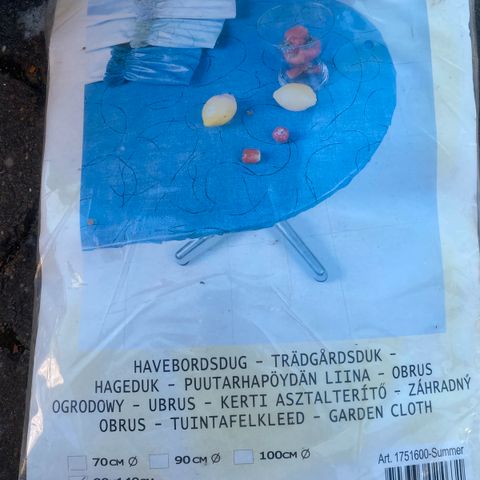 HAVEBORDSDUG - TRÄDGÅRDSDUK -
HAGEDUK - PUUTARHAPÖYDÄN LIINA - OBRUS
OGRODOWY - UBRUS - KERTI ASZTALTERÍTŐ - ZÁHRADNÝ
OBRUS - TUINTAFELKLEED - GARDEN CLOTH
70CM Ø 90CM Ø 100CM Ø
Art. 1751600-Summer